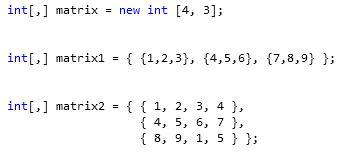 int[,] matrix = new int [4, 3];
int[,] matrix1 = { {1,2,3}, {4,5,6}, {7,8,9} };
int[,] matrix2 = { { 1, 2, 3, 4 },
{ 4, 5, 6, 7 },
{ 8, 9, 1, 5 } };